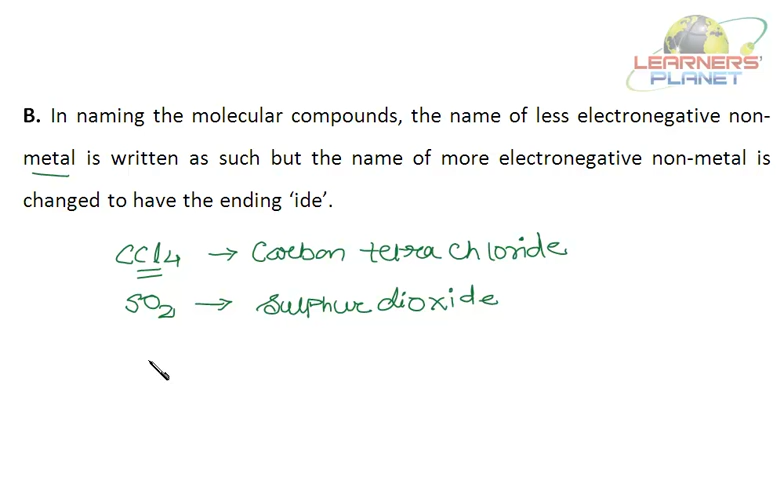 LEARNERS'
PLANET
B. In naming the molecular compounds, the name of less electronegative non-
metal is written as such but the name of more electronegative non-metal is
changed to have the ending ‘ide’.
CCl4 → Carbon tetra chloride
SO2 → Sulphur dioxide